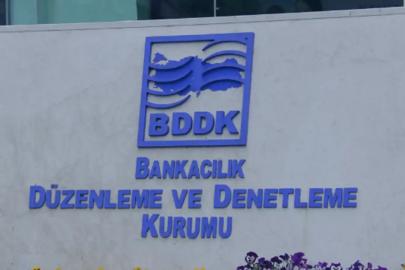 BDDK
BANKACILIK
DÜZENLEME VE DENETLEME
KURUMU